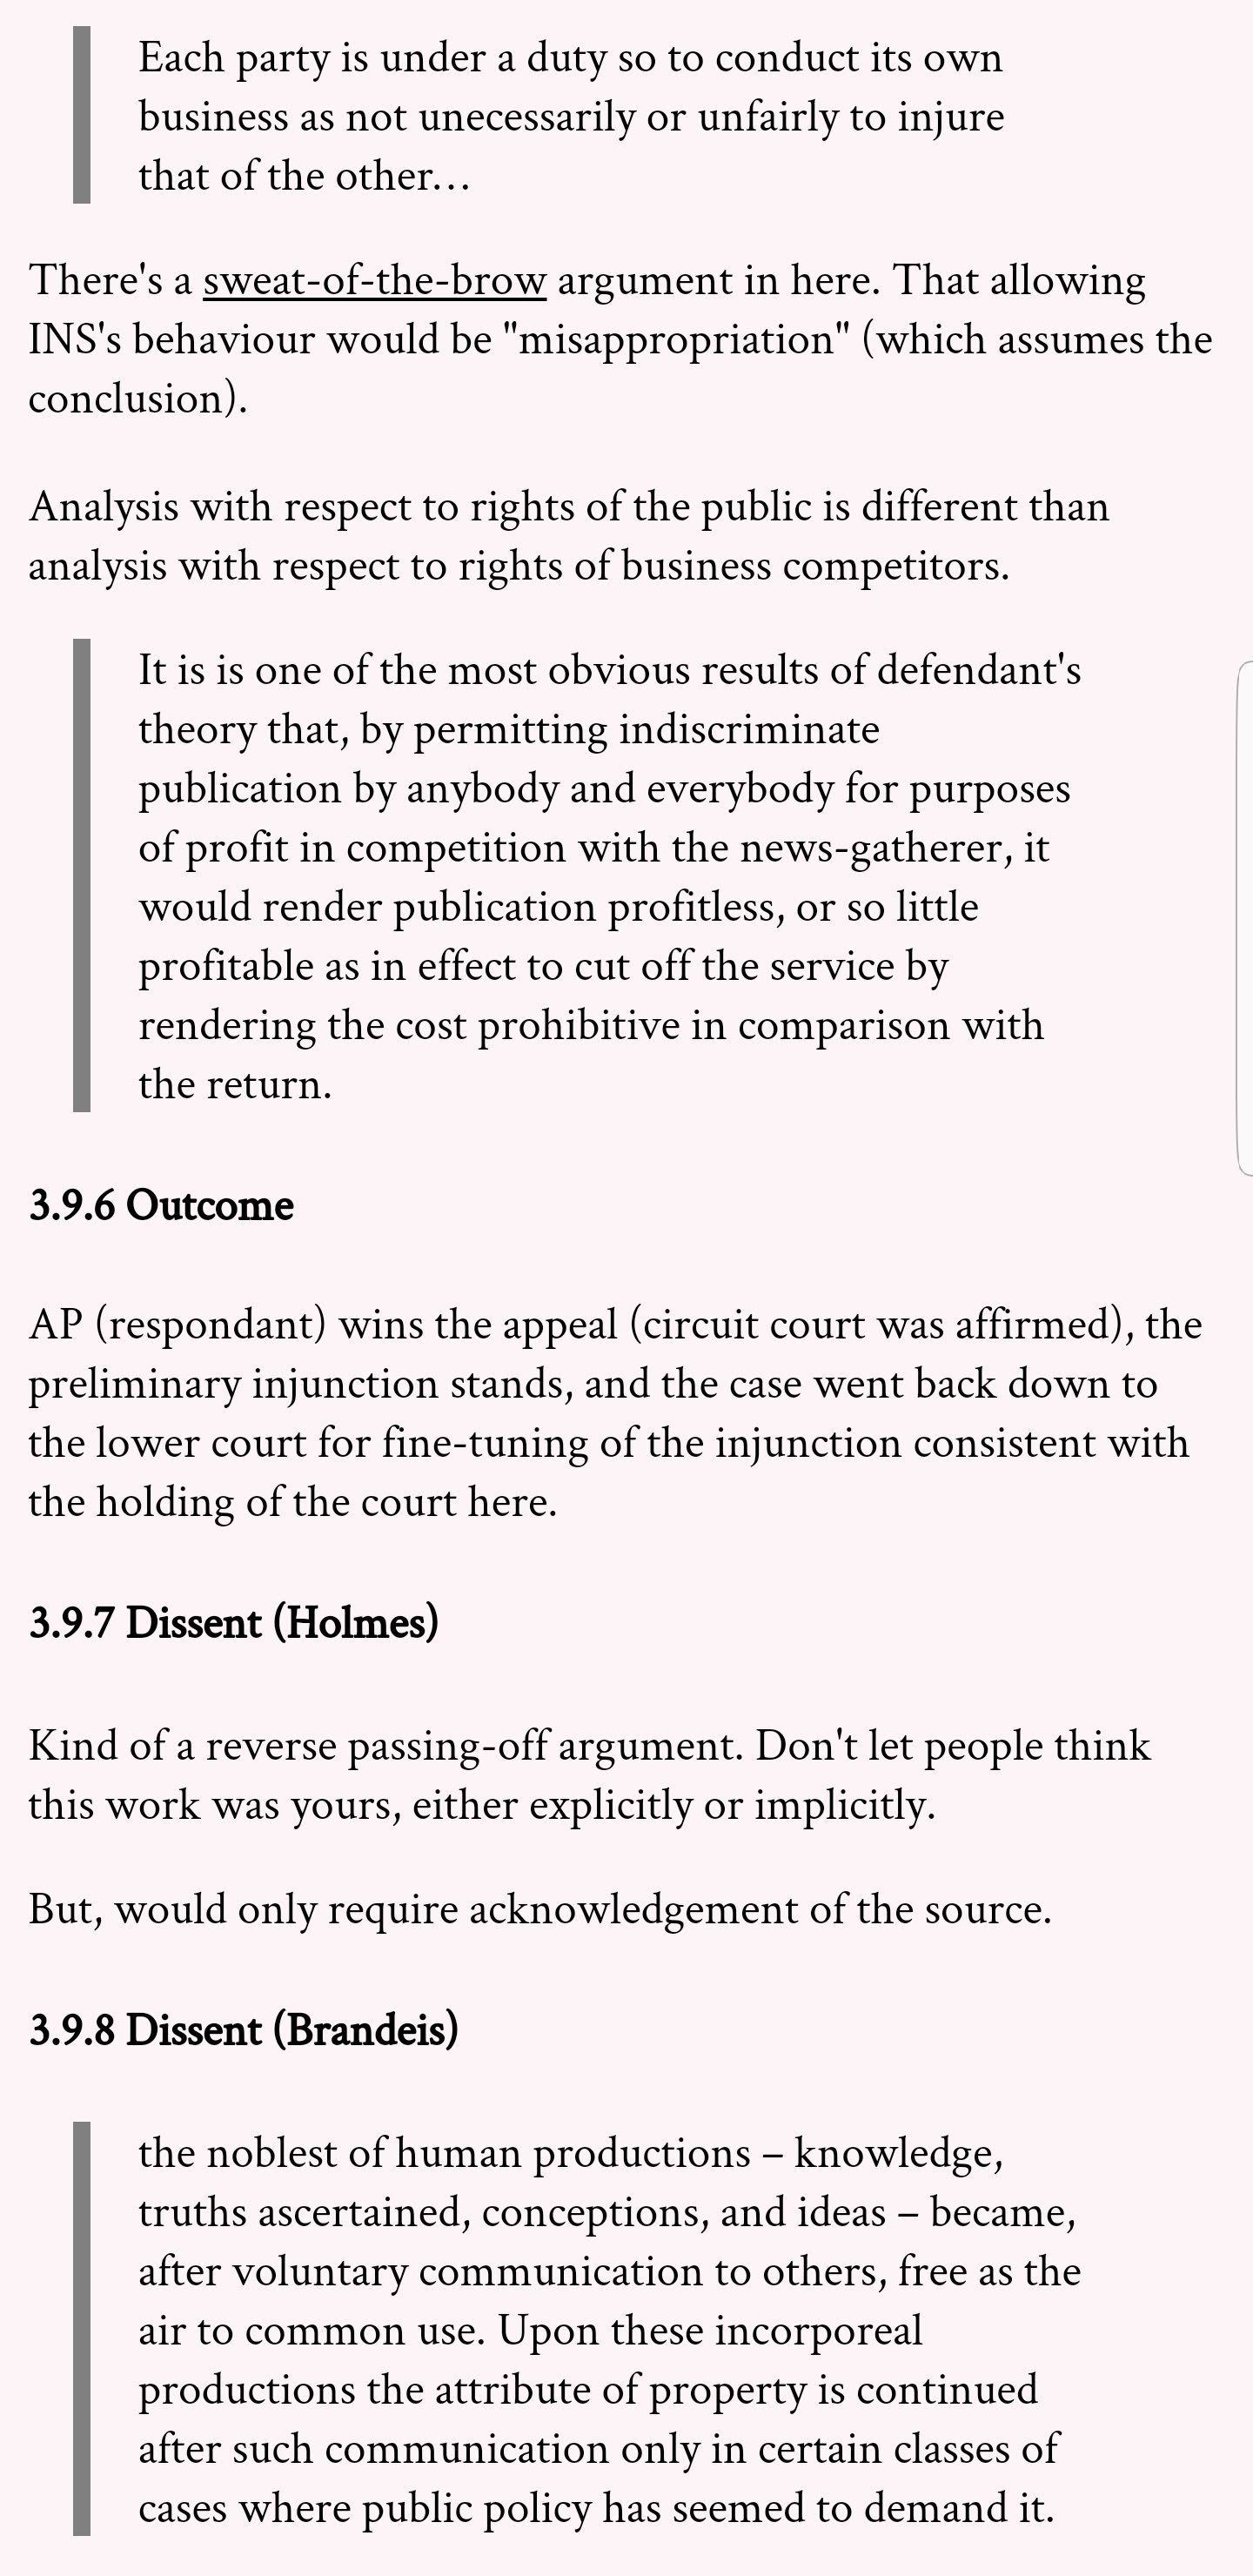 Each party is under a duty so to conduct its own
business as not unecessarily or unfairly to injure
that of the other…
There's a sweat-of-the-brow argument in here. That allowing
INS's behaviour would be "misappropriation" (which assumes the
conclusion).
Analysis with respect to rights of the public is different than
analysis with respect to rights of business competitors.
It is is one of the most obvious results of defendant's
theory that, by permitting indiscriminate
publication by anybody and everybody for purposes
of profit in competition with the news-gatherer, it
would render publication profitless, or so little
profitable as in effect to cut off the service by
rendering the cost prohibitive in comparison with
the return.
3.9.6 Outcome
AP (respondant) wins the appeal (circuit court was affirmed), the
preliminary injunction stands, and the case went back down to
the lower court for fine-tuning of the injunction consistent with
the holding of the court here.
3.9.7 Dissent (Holmes)
Kind of a reverse passing-off argument. Don't let people think
this work was yours, either explicitly or implicitly.
But, would only require acknowledgement of the source.
3.9.8 Dissent (Brandeis)
the noblest of human productions – knowledge,
truths ascertained, conceptions, and ideas – became,
after voluntary communication to others, free as the
air to common use. Upon these incorporeal
productions the attribute of property is continued
after such communication only in certain classes of
cases where public policy has seemed to demand it.